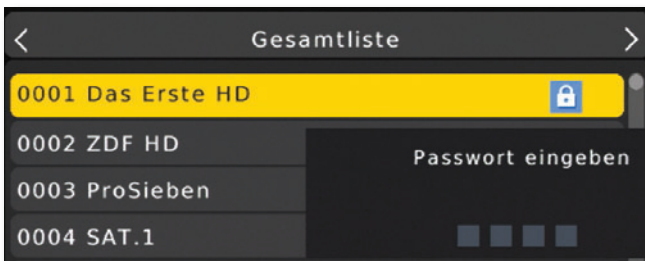 Gesamtliste
0001 Das Erste HD
0002 ZDF HD
Passwort eingeben
0003 ProSieben
0004 SAT.1